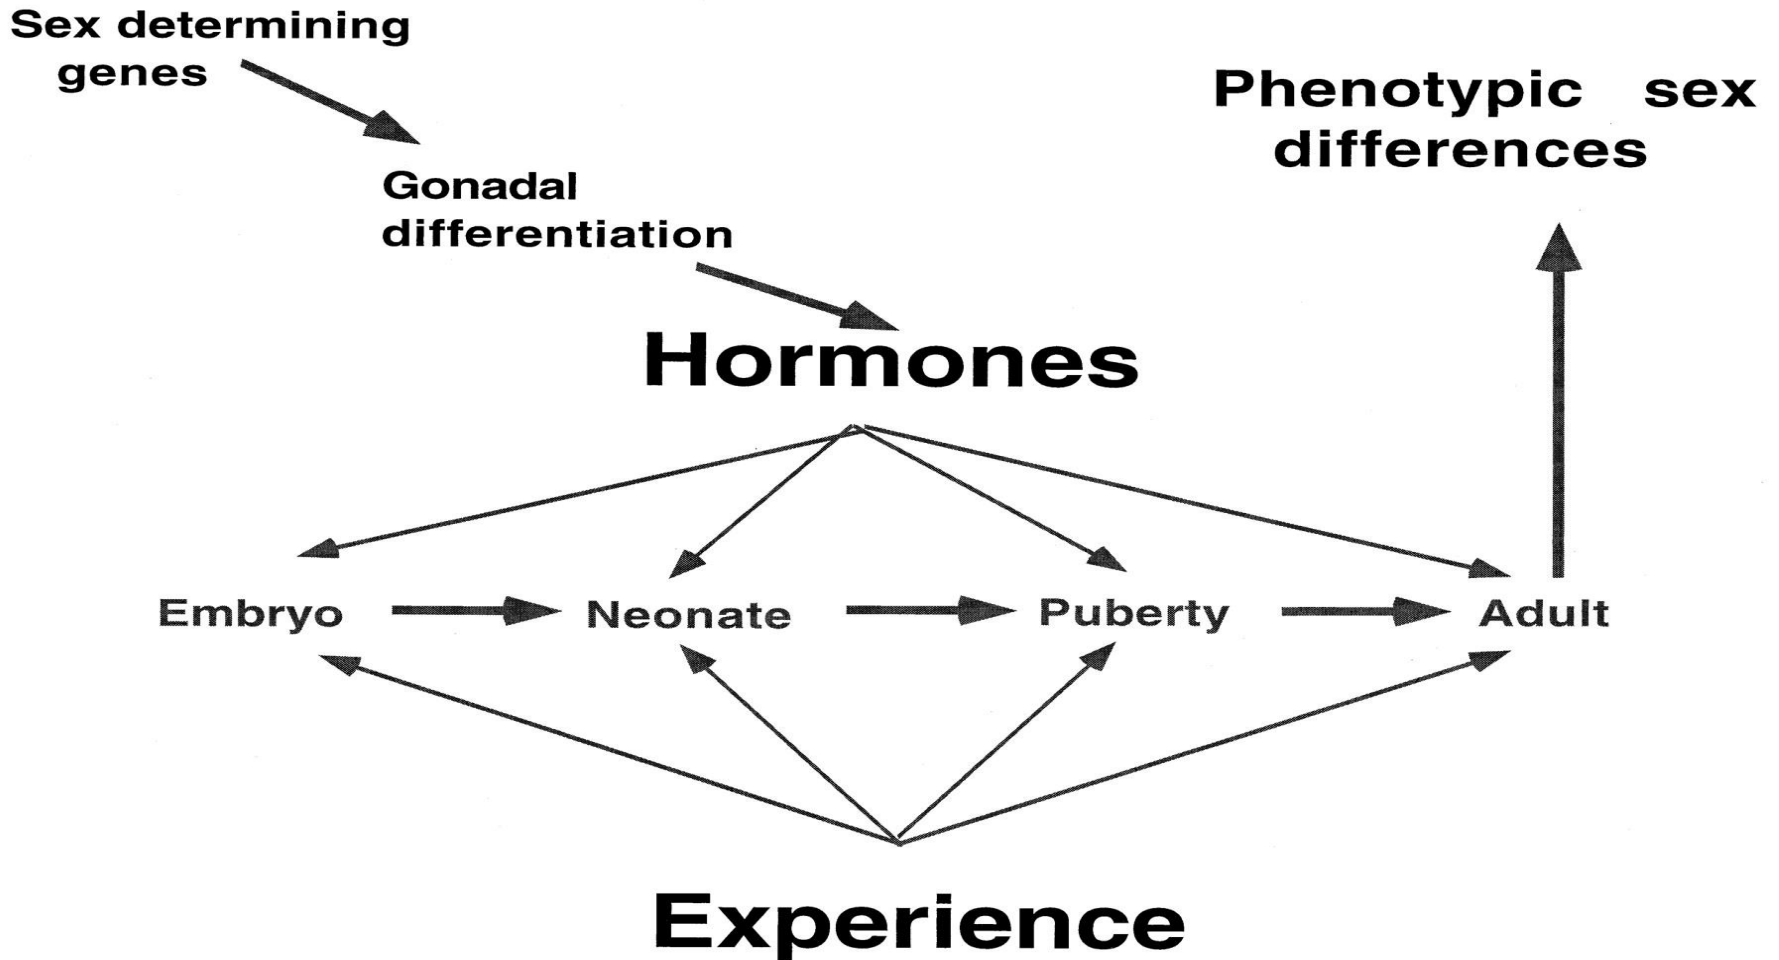 Sex determining
genes
Phenotypic sex
differences
Gonadal
differentiation
Hormones
Embryo
Neonate
Puberty
Adult
Experience